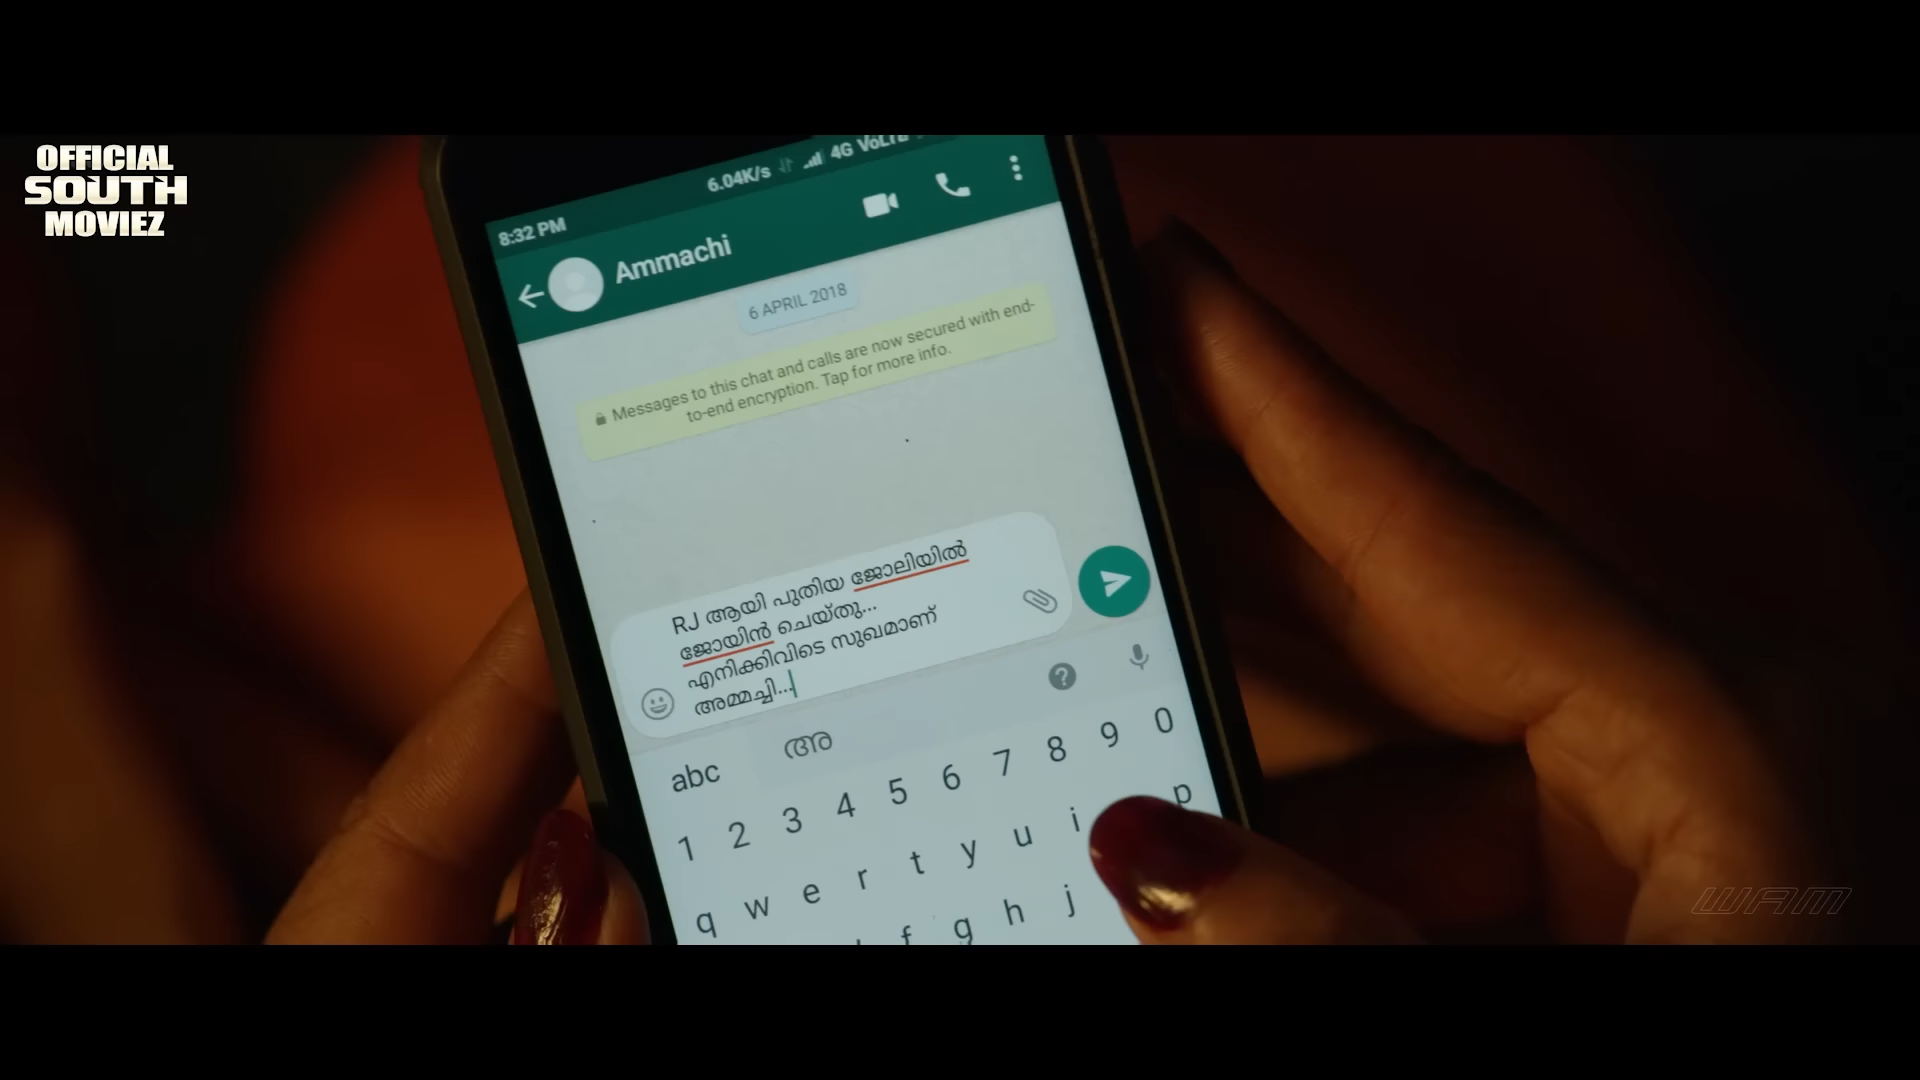 OFFICIAL
SOUTH
MOVIEZ
6.04K/s 4G VoLTE
8:32 PM
Ammachi
6 APRIL 2018
Messages to this chat and calls are now secured with end-
to-end encryption. Tap for more info.
RJ ആയി പുതിയ ജോലിയിൽ
ജോയിൻ ചെയ്തു...
എനിക്കിവിടെ സുഖമാണ്
അമ്മച്ചി...
abc അ
1 2 3 4 5 6 7 8 9 0
q w e r t y u i p
f g h j
WAM